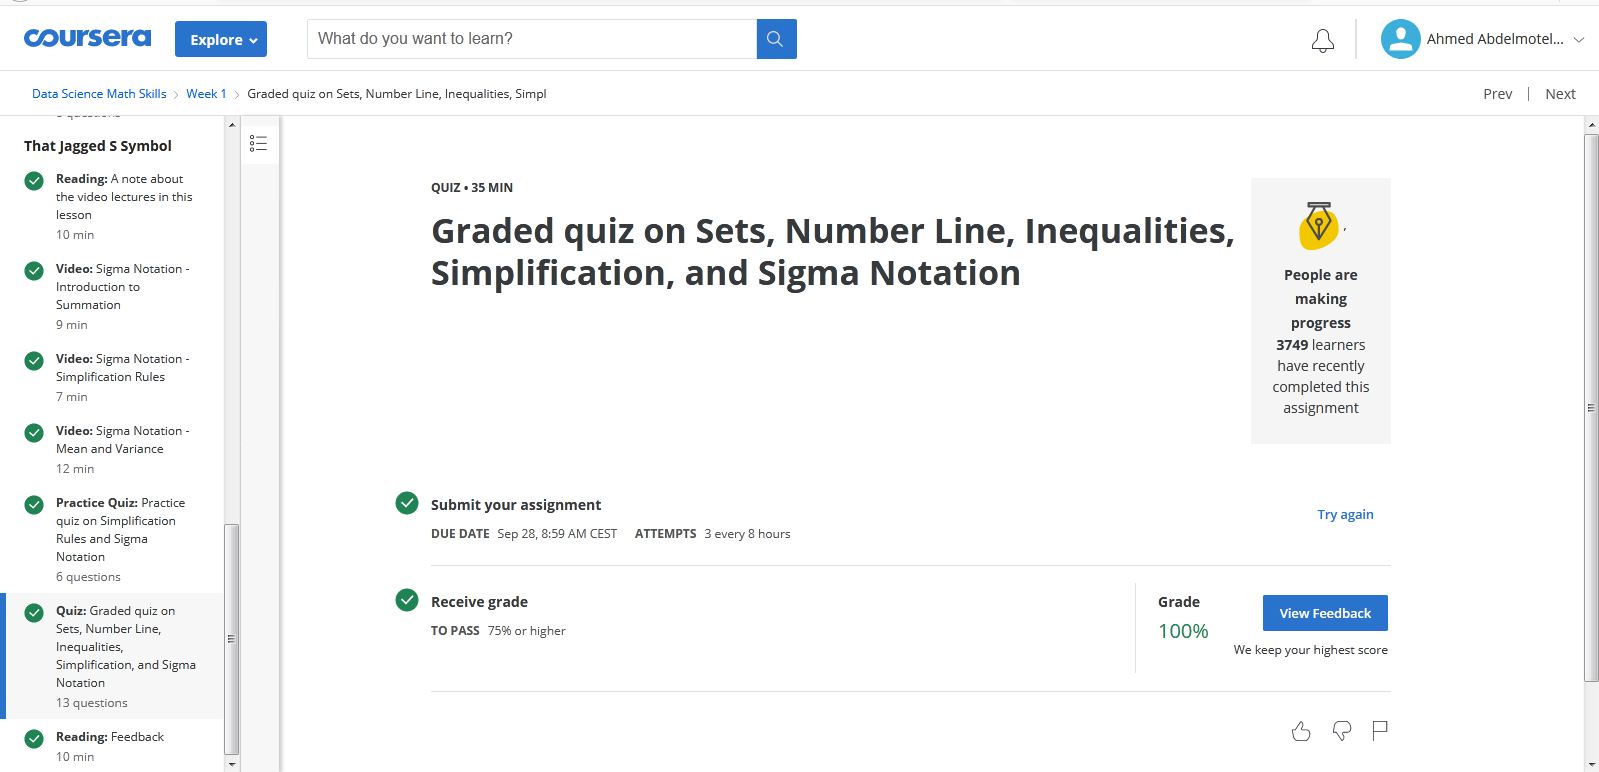 coursera
Explore
What do you want to learn?
Ahmed Abdelmotel...
Data Science Math Skills > Week 1 > Graded quiz on Sets, Number Line, Inequalities, Simpl
Prev | Next
That Jagged S Symbol
Reading: A note about
the video lectures in this
lesson
10 min
Video: Sigma Notation -
Introduction to
Summation
9 min
Video: Sigma Notation -
Simplification Rules
7 min
Video: Sigma Notation -
Mean and Variance
12 min
Practice Quiz: Practice
quiz on Simplification
Rules and Sigma
Notation
6 questions
Quiz: Graded quiz on
Sets, Number Line,
Inequalities,
Simplification, and Sigma
Notation
13 questions
Reading: Feedback
10 min
QUIZ • 35 MIN
Graded quiz on Sets, Number Line, Inequalities,
Simplification, and Sigma Notation
People are
making
progress
3749 learners
have recently
completed this
assignment
Submit your assignment
DUE DATE Sep 28, 8:59 AM CEST ATTEMPTS 3 every 8 hours
Try again
Receive grade
TO PASS 75% or higher
Grade
100%
View Feedback
We keep your highest score